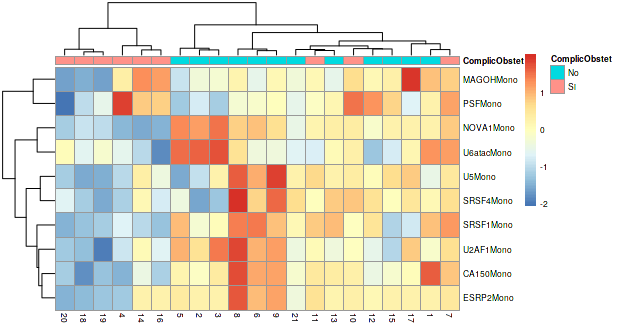 ComplicObstet
MAGOHMono
PSFMono
NOVA1Mono
U6atacMono
U5Mono
SRSF4Mono
SRSF1Mono
U2AF1Mono
CA150Mono
ESRP2Mono
20 18 19 4 14 16 5 2 3 8 6 9 21 11 13 10 12 15 17 1 7
1
0
-1
-2
ComplicObstet
No
SI